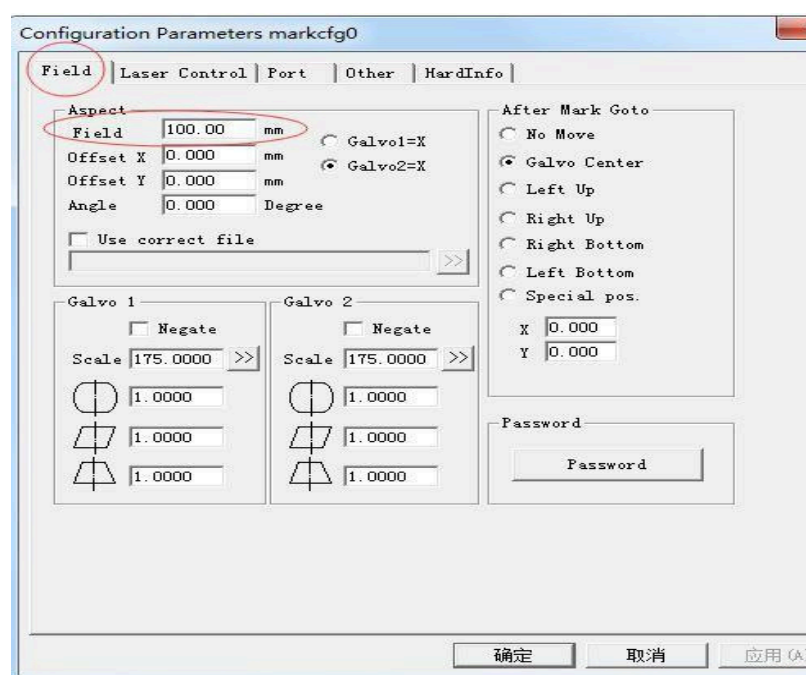 Configuration Parameters markcfg0
Field Laser Control Port Other HardInfo
Aspect
Field 100.00 mm
Offset X 0.000 mm
Offset Y 0.000 mm
Angle 0.000 Degree
Galvo1=X
Galvo2=X
Use correct file
>>
Galvo 1
Negate
Scale 175.0000 >>
1.0000
1.0000
1.0000
Galvo 2
Negate
Scale 175.0000 >>
1.0000
1.0000
1.0000
After Mark Goto
No Move
Galvo Center
Left Up
Right Up
Right Bottom
Left Bottom
Special pos.
X 0.000
Y 0.000
Password
Password
确定 取消 应用(A